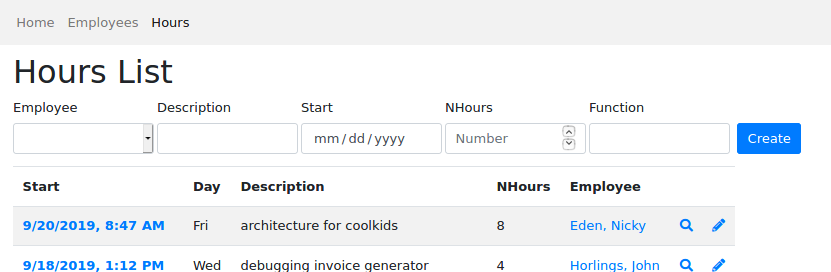 Home Employees Hours
Hours List
Employee Description Start NHours Function
mm/dd/yyyy Number Create
Start Day Description NHours Employee
9/20/2019, 8:47 AM Fri architecture for coolkids 8 Eden, Nicky
9/18/2019, 1:12 PM Wed debugging invoice generator 4 Horlings, John